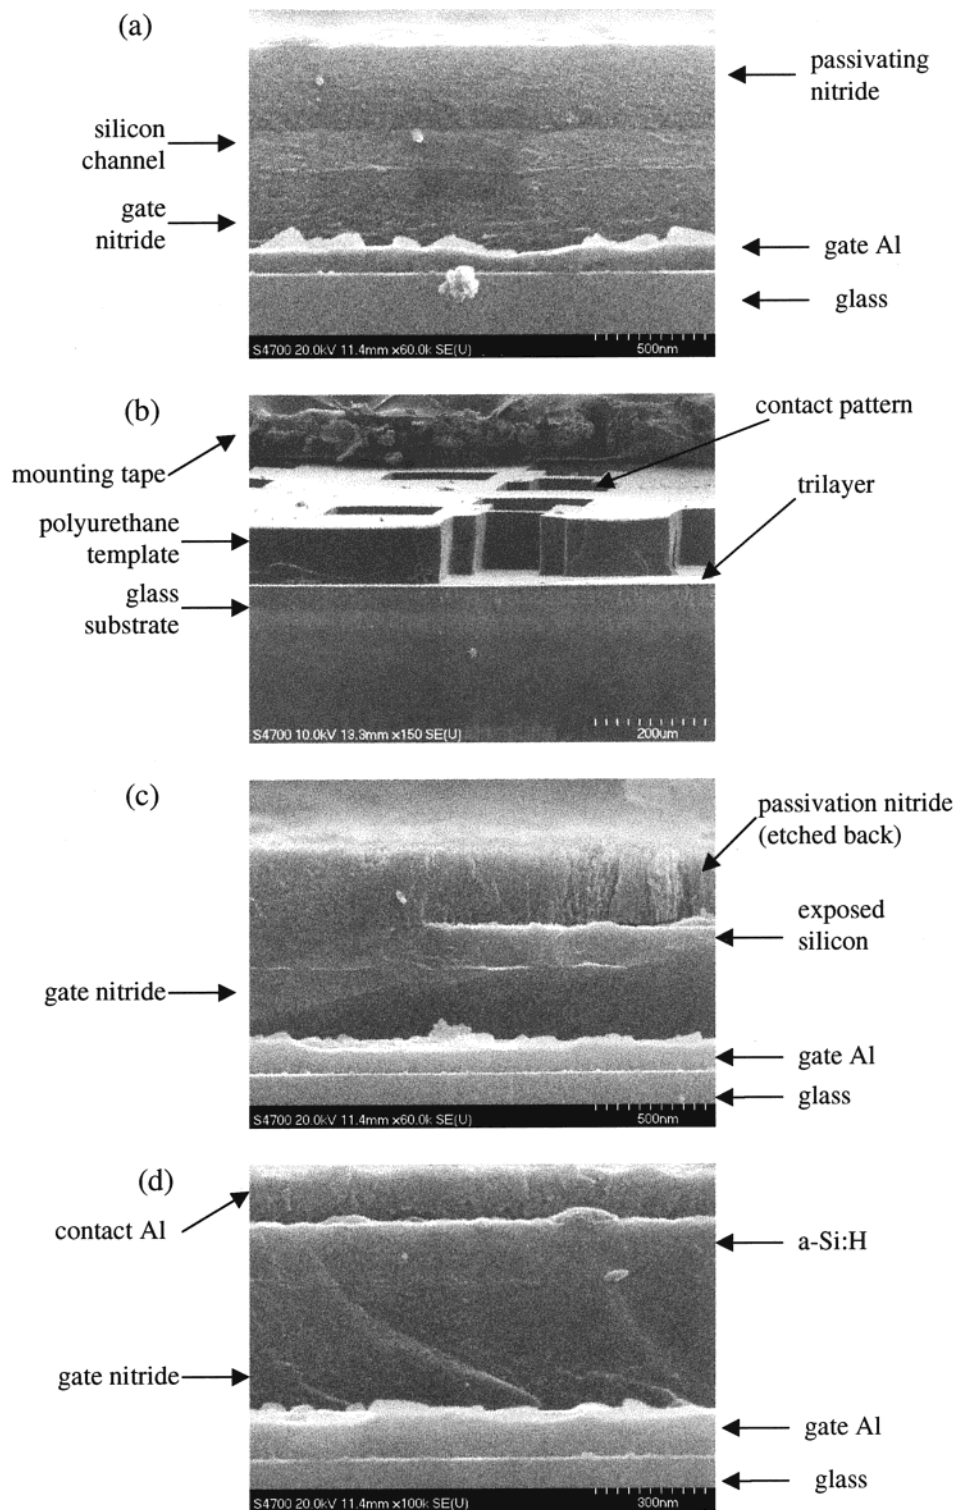 (a)
passivating
nitride
silicon
channel
gate
nitride
gate Al
glass
S4700 20.0kV 11.4mm x60.0k SE(U)
500nm
(b)
contact pattern
mounting tape
trilayer
polyurethane
template
glass
substrate
S4700 10.0kV 13.3mm x150 SE(U)
200um
(c)
passivation nitride
(etched back)
exposed
silicon
gate nitride
gate Al
glass
S4700 20.0kV 11.4mm x60.0k SE(U)
500nm
(d)
contact Al
a-Si:H
gate nitride
gate Al
glass
S4700 20.0kV 11.4mm x100k SE(U)
300nm